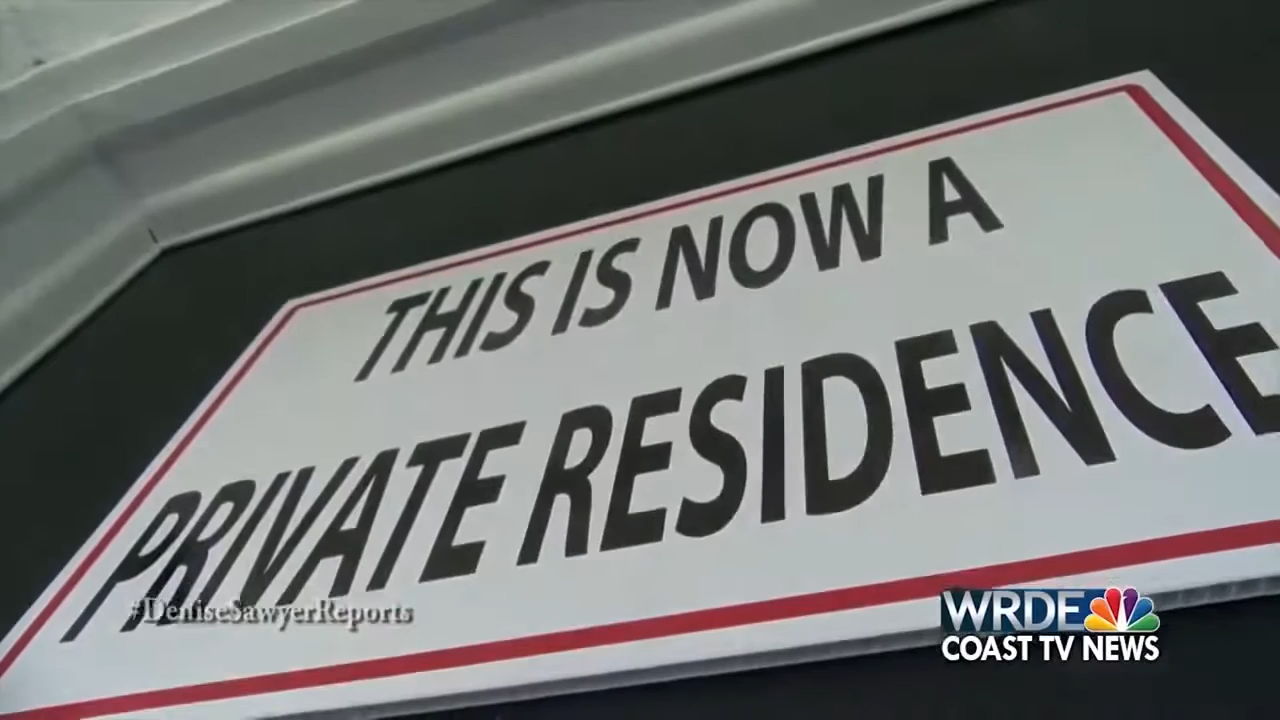 THIS IS NOW A
PRIVATE RESIDENCE
#DeniseSawyerReports
WRDE
COAST TV NEWS